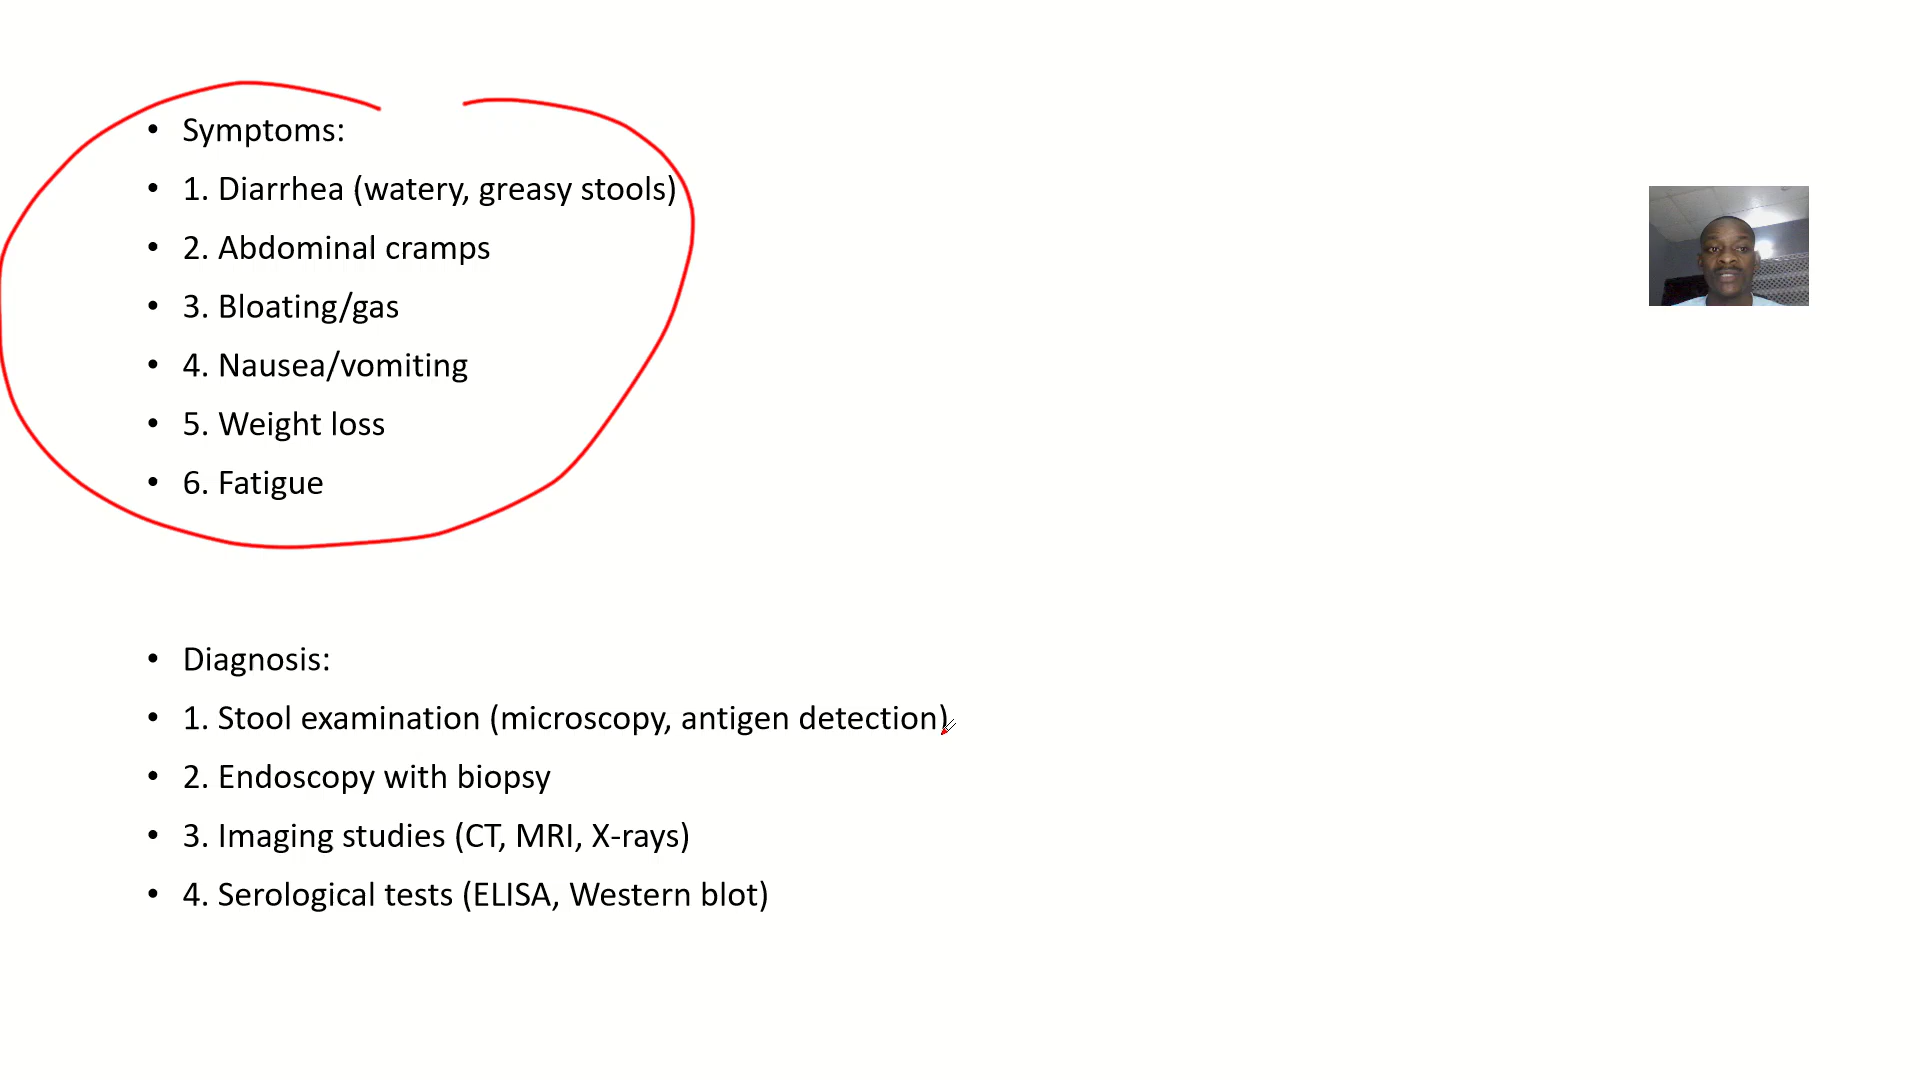 • Symptoms:
• 1. Diarrhea (watery, greasy stools)
• 2. Abdominal cramps
• 3. Bloating/gas
• 4. Nausea/vomiting
• 5. Weight loss
• 6. Fatigue
• Diagnosis:
• 1. Stool examination (microscopy, antigen detection)
• 2. Endoscopy with biopsy
• 3. Imaging studies (CT, MRI, X-rays)
• 4. Serological tests (ELISA, Western blot)